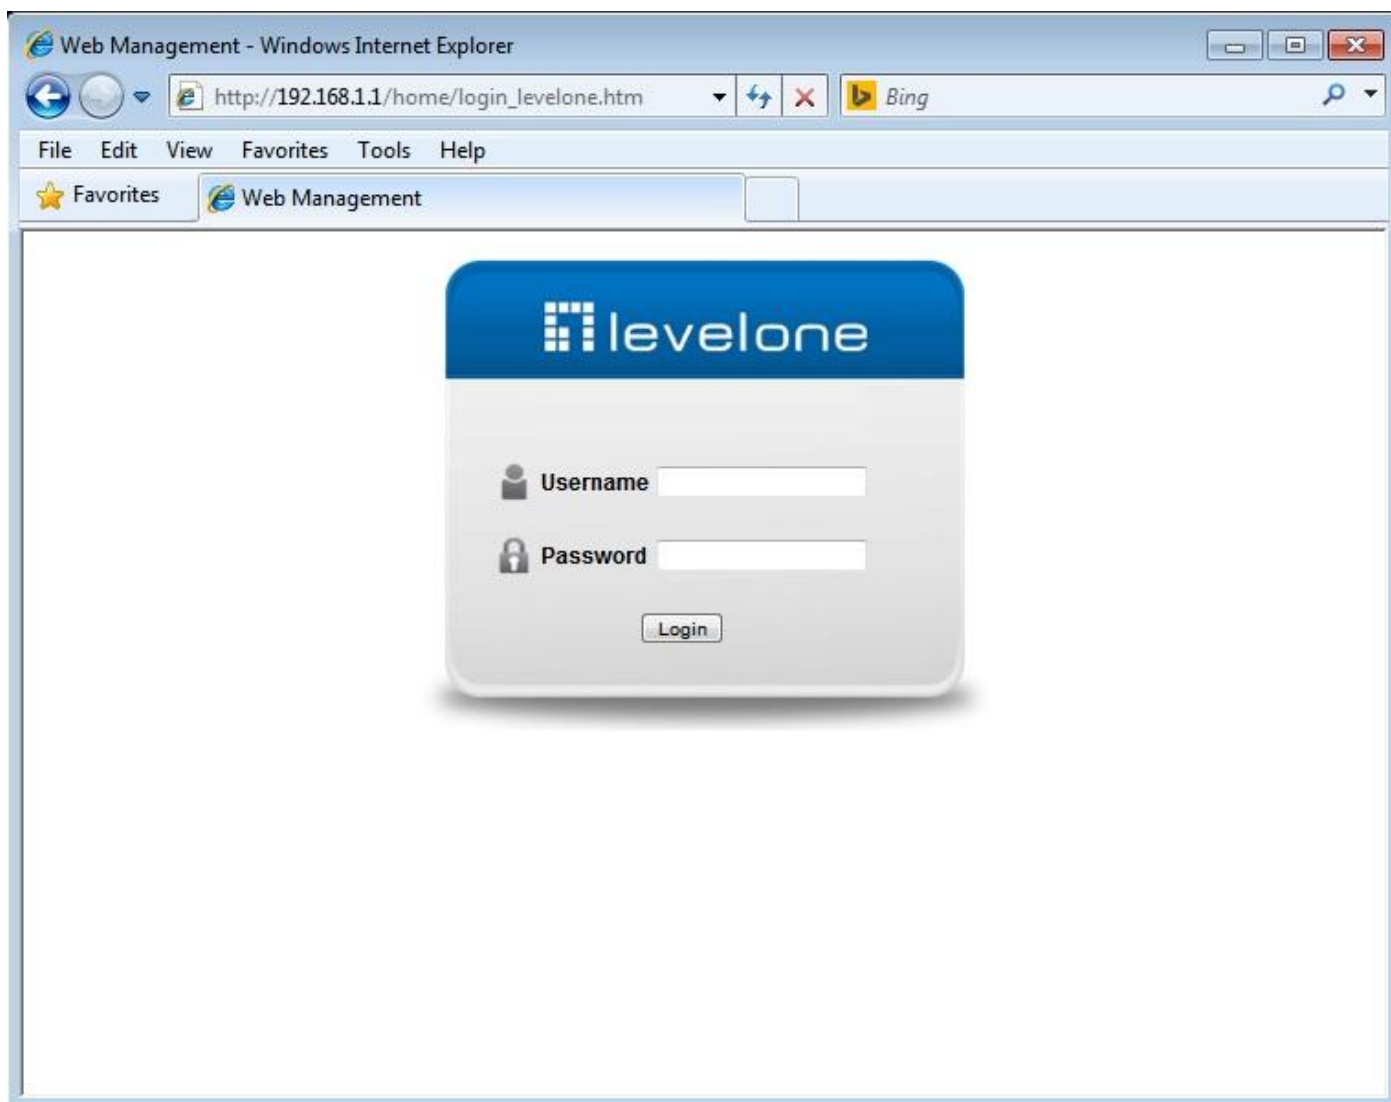 Web Management - Windows Internet Explorer
http://192.168.1.1/home/login_levelone.htm
Bing
File Edit View Favorites Tools Help
Favorites
Web Management
levelone
Username
Password
Login